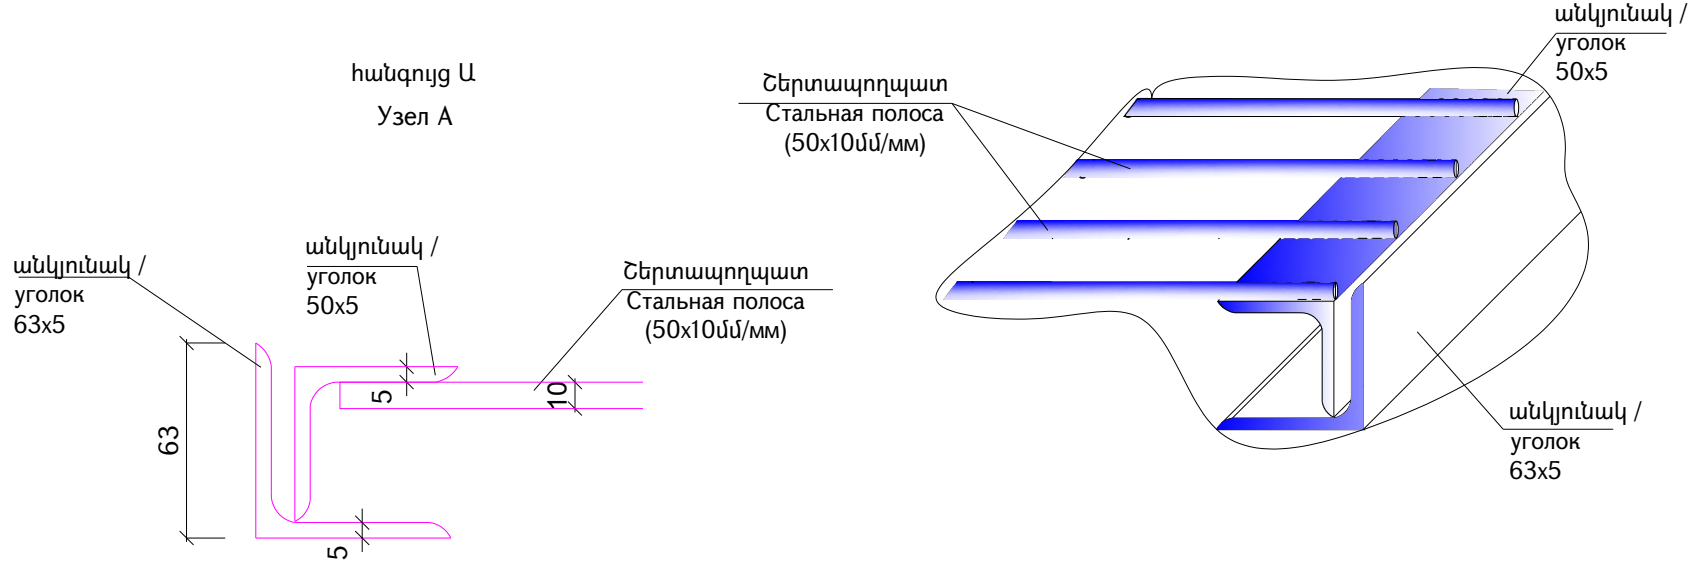 հանգույց Ա
Узел А
անկյունակ /
уголок
63x5
անկյունակ /
уголок
50x5
Շերտապողպատ
Стальная полоса
(50x10մմ/мм)
63
5
10
5
Շերտապողպատ
Стальная полоса
(50x10մմ/мм)
անկյունակ /
уголок
50x5
անկյունակ /
уголок
63x5